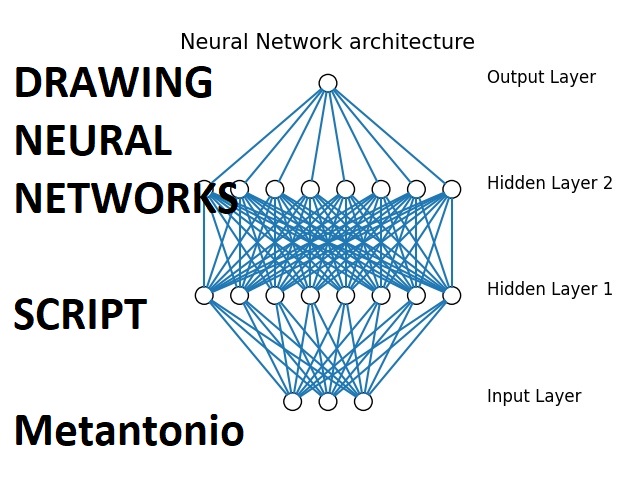 Neural Network architecture
DRAWING
NEURAL
NETWORKS
SCRIPT
Metantonio
Output Layer
Hidden Layer 2
Hidden Layer 1
Input Layer